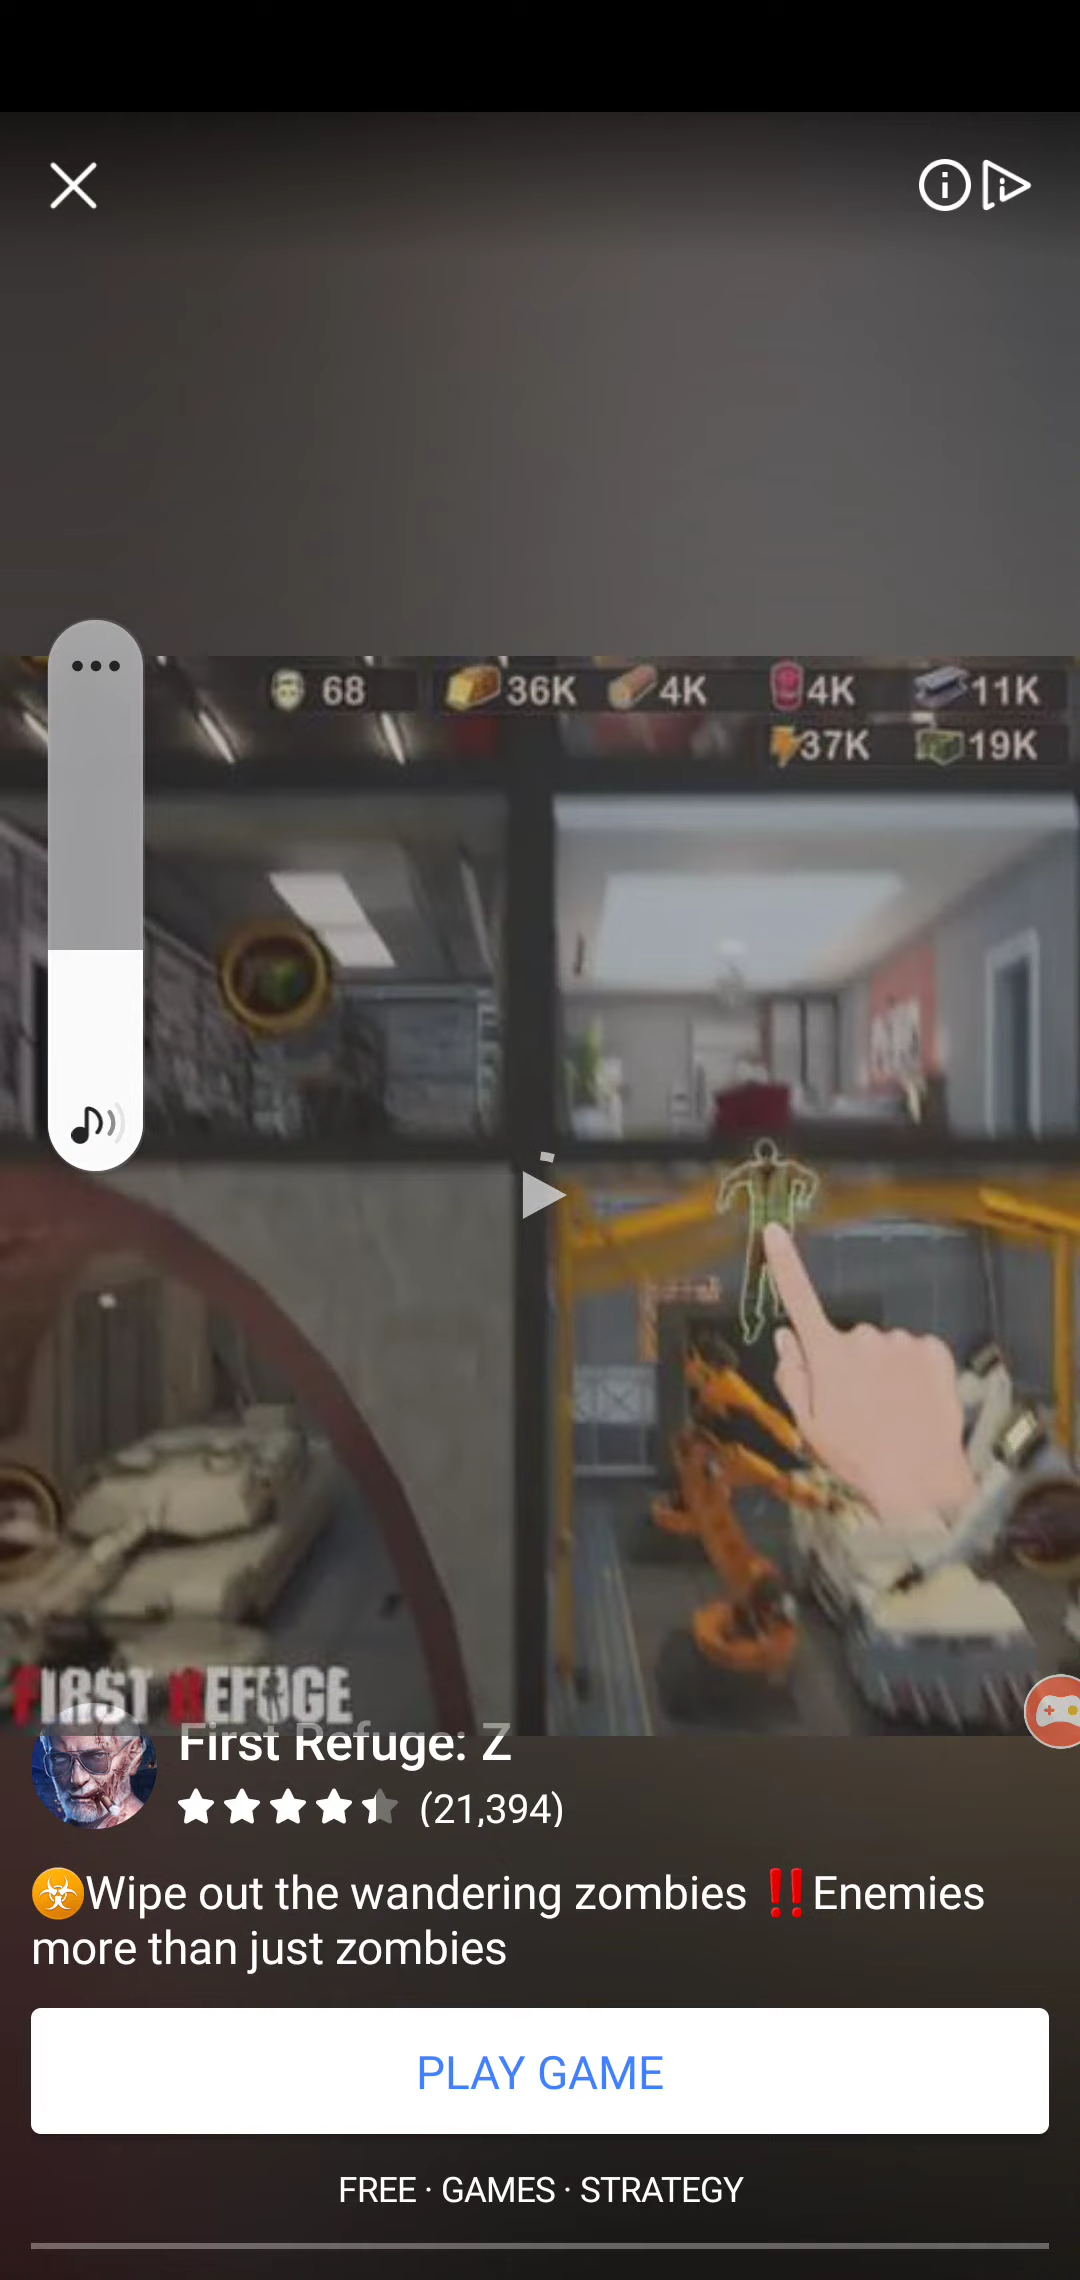 68 36K 4K 4K 11K
37K 19K
FIRST REFUGE
First Refuge: Z
(21,394)
Wipe out the wandering zombies ‼️Enemies
more than just zombies
PLAY GAME
FREE · GAMES · STRATEGY